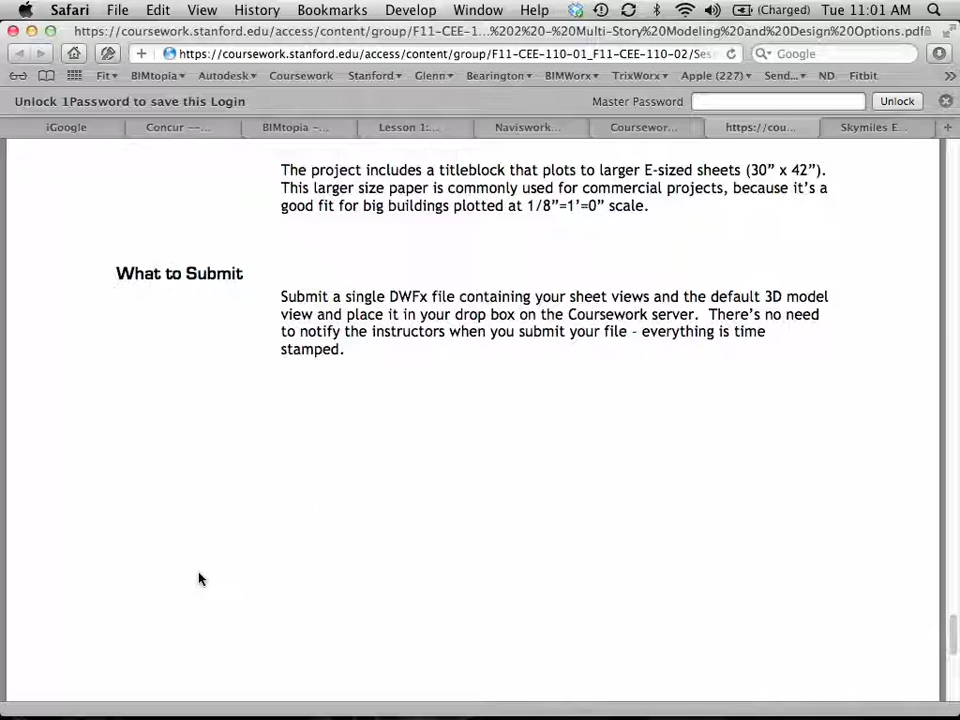 Safari File Edit View History Bookmarks Develop Window Help (Charged) Tue 11:01 AM
https://coursework.stanford.edu/access/content/group/F11-CEE-1...%202%20-%20Multi-Story%20Modeling%20and%20Design%20Options.pdf
https://coursework.stanford.edu/access/content/group/F11-CEE-110-01_F11-CEE-110-02/Ses Google
Fit BIMtopia Autodesk Coursework Stanford Glenn Bearington BIMWorx TrixWorx Apple (227) Send... ND Fitbit
Unlock 1Password to save this Login Master Password Unlock
iGoogle Concur —... BIMtopia –... Lesson 1:... Naviswork... Coursewor... https://cou... Skymiles E...
The project includes a titleblock that plots to larger E-sized sheets (30” x 42”).
This larger size paper is commonly used for commercial projects, because it’s a
good fit for big buildings plotted at 1/8”=1’=0” scale.
What to Submit
Submit a single DWFx file containing your sheet views and the default 3D model
view and place it in your drop box on the Coursework server. There’s no need
to notify the instructors when you submit your file - everything is time
stamped.